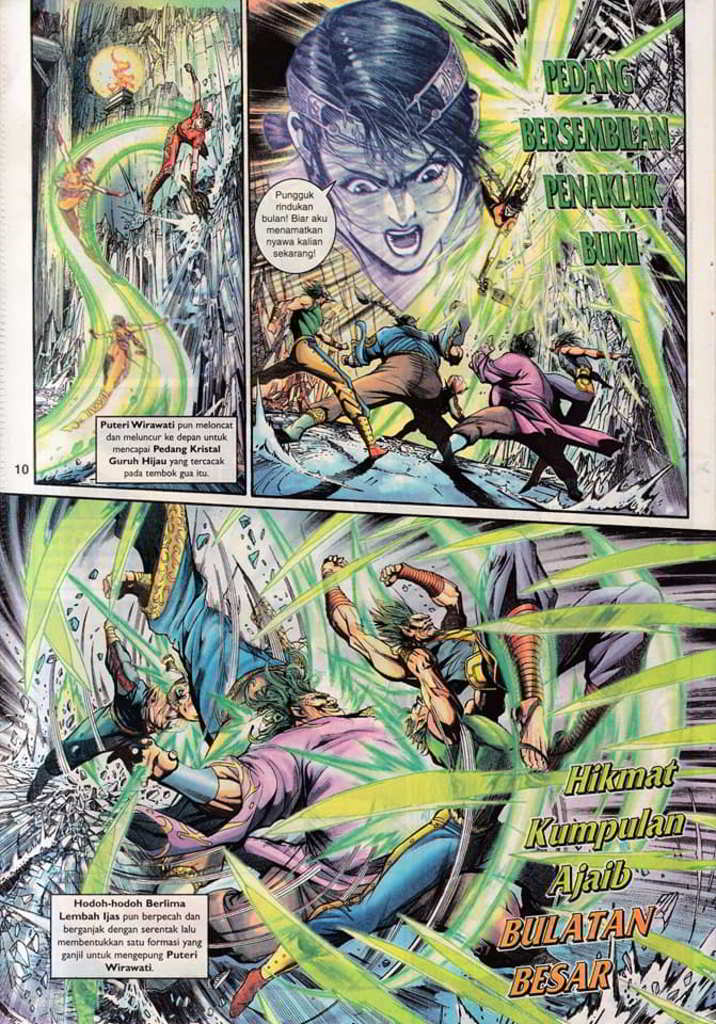 Puteri Wirawati pun meloncat
dan meluncur ke depan untuk
mencapai Pedang Kristal
Guruh Hijau yang tercacak
pada tembok gua itu.
10
Pungguk
rindukan
bulan! Biar aku
menamatkan
nyawa kalian
sekarang!
PEDANG
BERSEMBILAN
PENAKLUK
BUMI
Hodoh-hodoh Berlima
Lembah Ijas pun berpecah dan
berganjak dengan serentak lalu
membentukkan satu formasi yang
ganjil untuk mengepung Puteri
Wirawati.
Hikmat
Kumpulan
Ajaib
BULATAN
BESAR